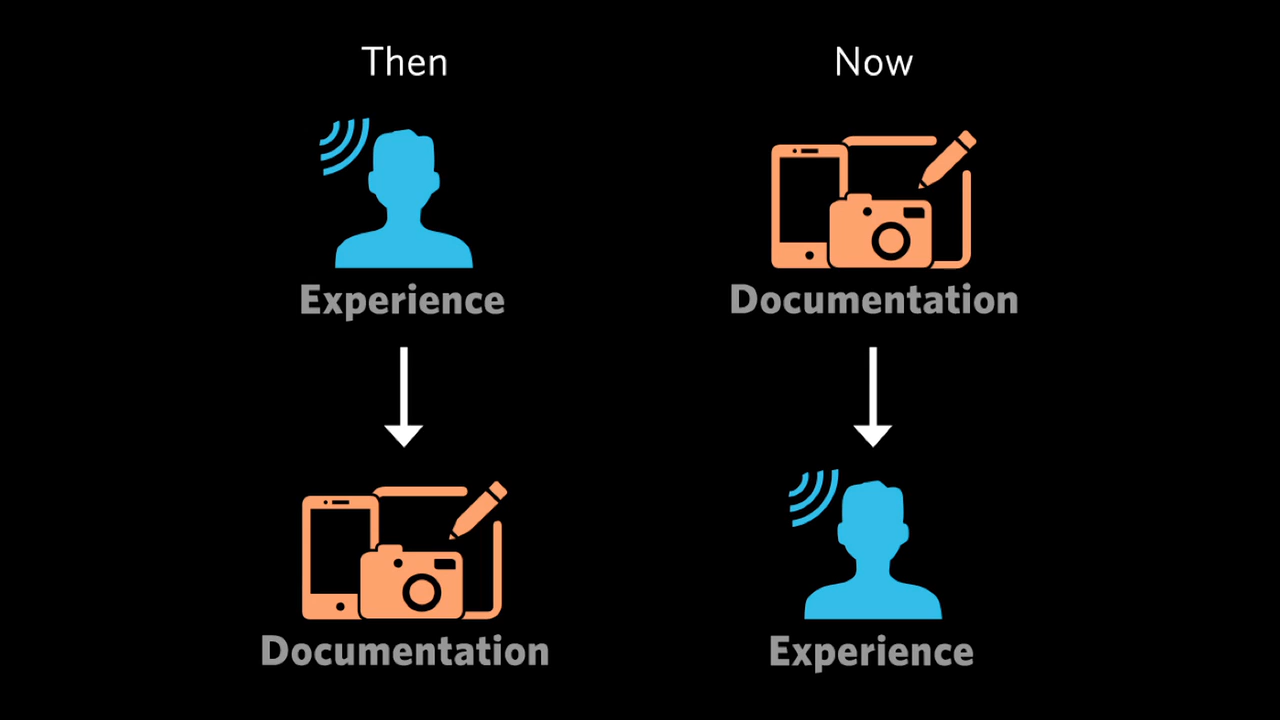 Then
Now
Experience
Documentation
Documentation
Experience